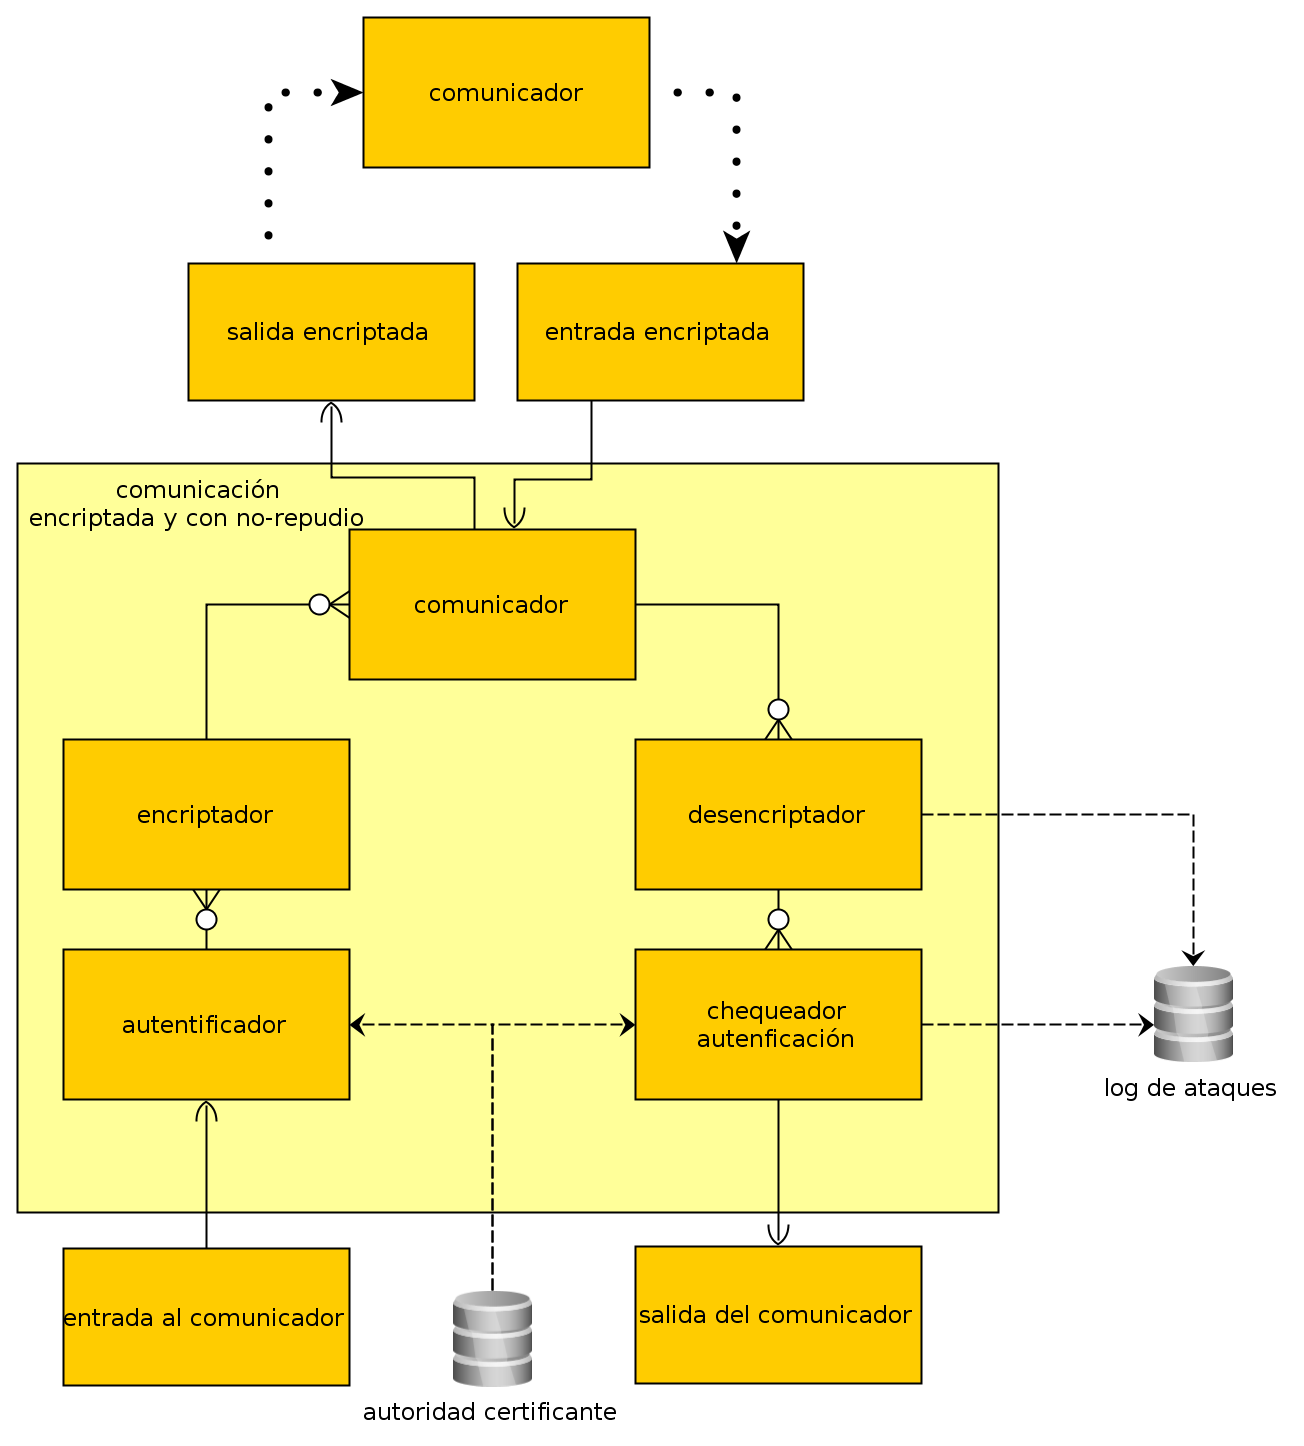 comunicador
salida encriptada
entrada encriptada
comunicación
encriptada y con no-repudio
comunicador
encriptador
desencriptador
autentificador
chequeador
autenficación
log de ataques
entrada al comunicador
salida del comunicador
autoridad certificante